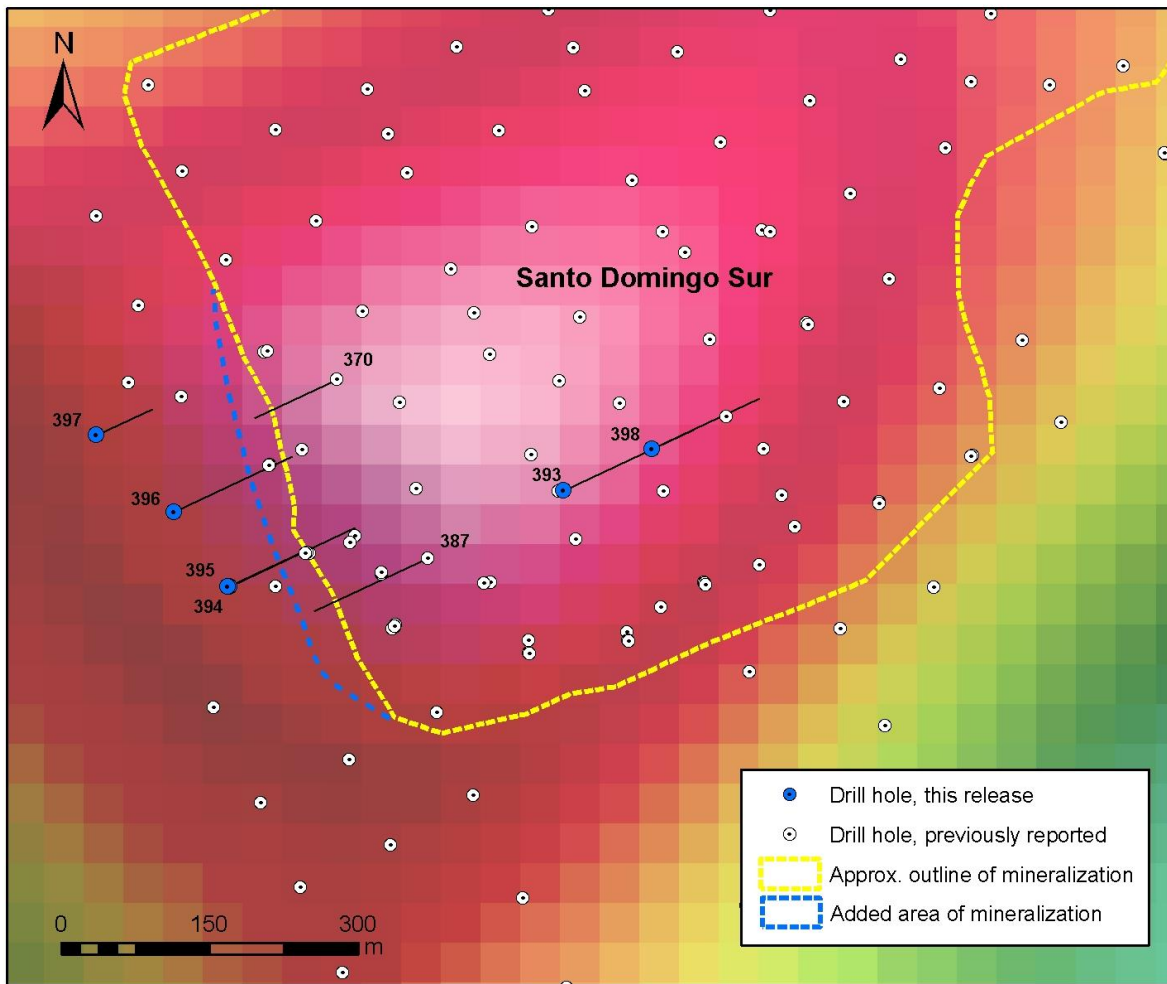 N
Santo Domingo Sur
370
397
398
393
396
387
395
394
Drill hole, this release
Drill hole, previously reported
Approx. outline of mineralization
Added area of mineralization
0 150 300
m